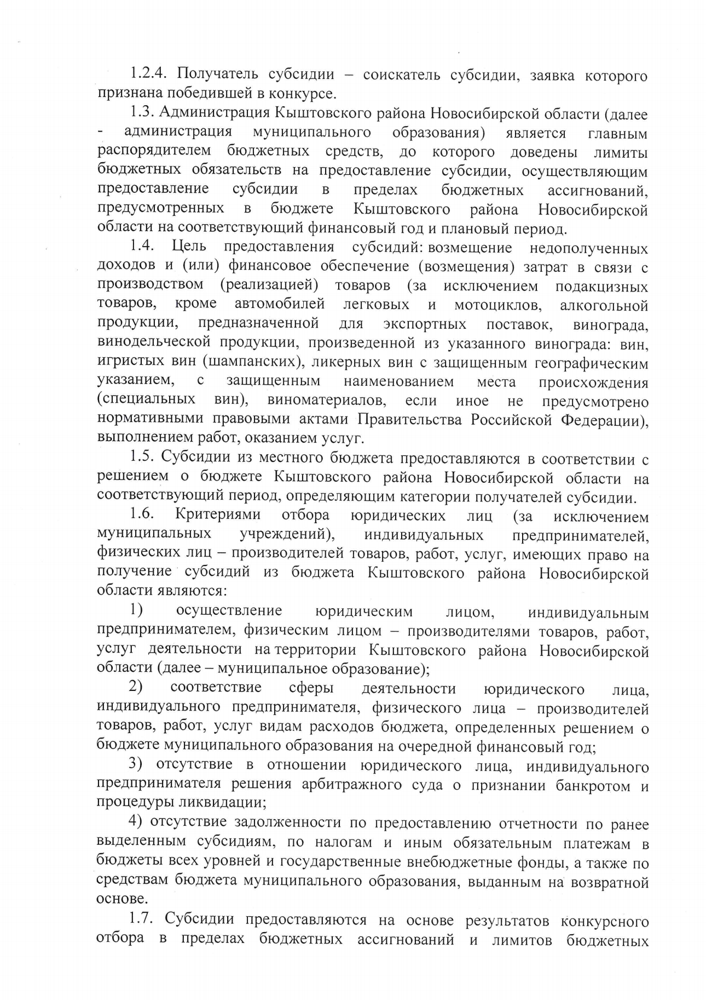 1.2.4. Получатель субсидии – соискатель субсидии, заявка которого
признана победившей в конкурсе.
1.3. Администрация Кыштовского района Новосибирской области (далее
- администрация муниципального образования) является главным
распорядителем бюджетных средств, до которого доведены лимиты
бюджетных обязательств на предоставление субсидии, осуществляющим
предоставление субсидии в пределах бюджетных ассигнований,
предусмотренных в бюджете Кыштовского района Новосибирской
области на соответствующий финансовый год и плановый период.
1.4. Цель предоставления субсидий: возмещение недополученных
доходов и (или) финансовое обеспечение (возмещения) затрат в связи с
производством (реализацией) товаров (за исключением подакцизных
товаров, кроме автомобилей легковых и мотоциклов, алкогольной
продукции, предназначенной для экспортных поставок, винограда,
винодельческой продукции, произведенной из указанного винограда: вин,
игристых вин (шампанских), ликерных вин с защищенным географическим
указанием, с защищенным наименованием места происхождения
(специальных вин), виноматериалов, если иное не предусмотрено
нормативными правовыми актами Правительства Российской Федерации),
выполнением работ, оказанием услуг.
1.5. Субсидии из местного бюджета предоставляются в соответствии с
решением о бюджете Кыштовского района Новосибирской области на
соответствующий период, определяющим категории получателей субсидии.
1.6. Критериями отбора юридических лиц (за исключением
муниципальных учреждений), индивидуальных предпринимателей,
физических лиц – производителей товаров, работ, услуг, имеющих право на
получение субсидий из бюджета Кыштовского района Новосибирской
области являются:
1) осуществление юридическим лицом, индивидуальным
предпринимателем, физическим лицом – производителями товаров, работ,
услуг деятельности на территории Кыштовского района Новосибирской
области (далее – муниципальное образование);
2) соответствие сферы деятельности юридического лица,
индивидуального предпринимателя, физического лица – производителей
товаров, работ, услуг видам расходов бюджета, определенных решением о
бюджете муниципального образования на очередной финансовый год;
3) отсутствие в отношении юридического лица, индивидуального
предпринимателя решения арбитражного суда о признании банкротом и
процедуры ликвидации;
4) отсутствие задолженности по предоставлению отчетности по ранее
выделенным субсидиям, по налогам и иным обязательным платежам в
бюджеты всех уровней и государственные внебюджетные фонды, а также по
средствам бюджета муниципального образования, выданным на возвратной
основе.
1.7. Субсидии предоставляются на основе результатов конкурсного
отбора в пределах бюджетных ассигнований и лимитов бюджетных